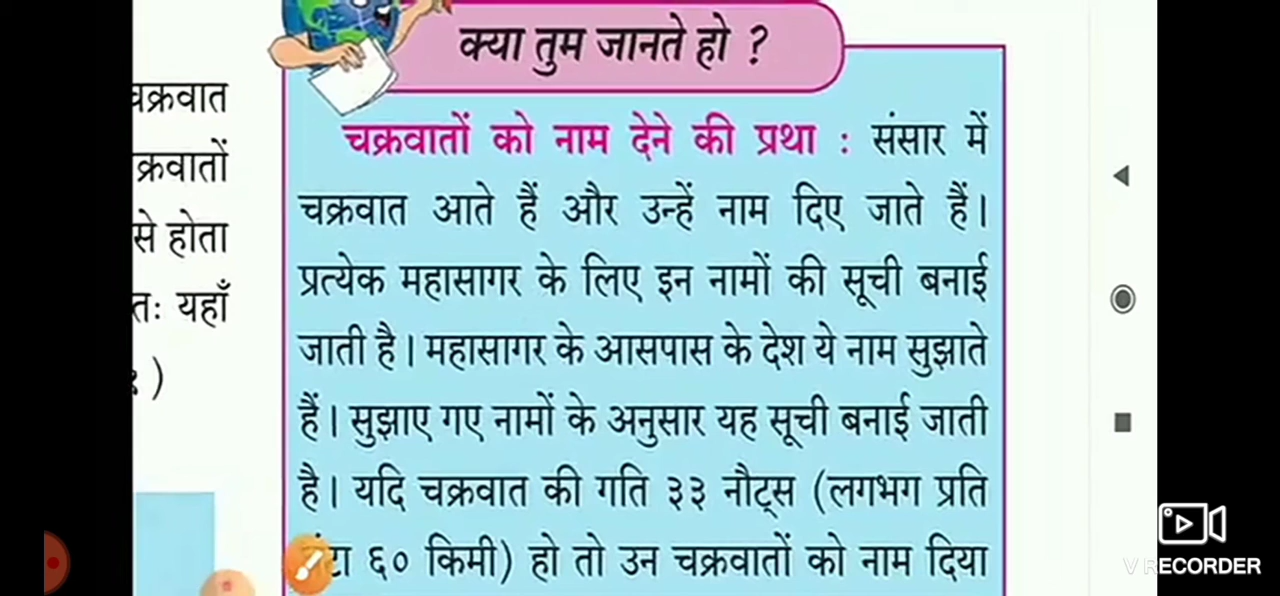 क्या तुम जानते हो ?
चक्रवात
क्रवातों
से होता
तः यहाँ
चक्रवातों को नाम देने की प्रथा : संसार में
चक्रवात आते हैं और उन्हें नाम दिए जाते हैं।
प्रत्येक महासागर के लिए इन नामों की सूची बनाई
जाती है। महासागर के आसपास के देश ये नाम सुझाते
हैं। सुझाए गए नामों के अनुसार यह सूची बनाई जाती
है। यदि चक्रवात की गति ३३ नौट्स (लगभग प्रति
६० किमी) हो तो उन चक्रवातों को नाम दिया
V RECORDER